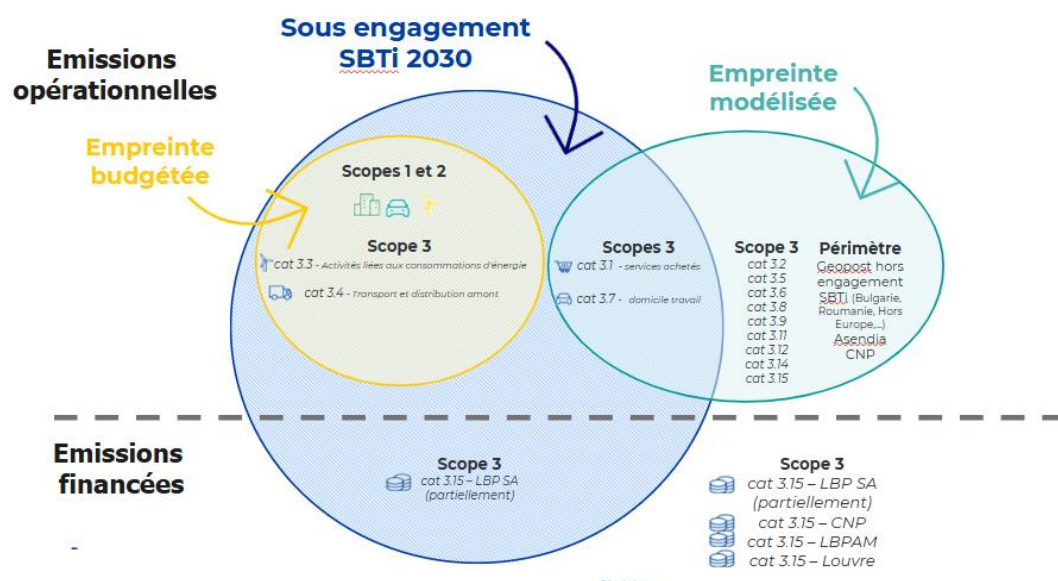 Sous engagement
SBTi 2030
Emissions
opérationnelles
Empreinte
modélisée
Empreinte
budgétée
Scopes 1 et 2
Scope 3
cat 3.3 - Activités liées aux consommations d'énergie
cat 3.4 - Transport et distribution amont
Scopes 3
cat 3.1 - services achetés
cat 3.7 - domicile travail
Scope 3
cat 3.2
cat 3.5
cat 3.6
cat 3.8
cat 3.9
cat 3.11
cat 3.12
cat 3.14
cat 3.15
Périmètre
Geopost hors
engagement
SBTi (Bulgarie,
Roumanie, Hors
Europe,...)
Asendia
CNP
Emissions
financées
-
Scope 3
cat 3.15 – LBP SA
(partiellement)
Scope 3
cat 3.15 – LBP SA
(partiellement)
cat 3.15 – CNP
cat 3.15 – LBPAM
cat 3.15 – Louvre